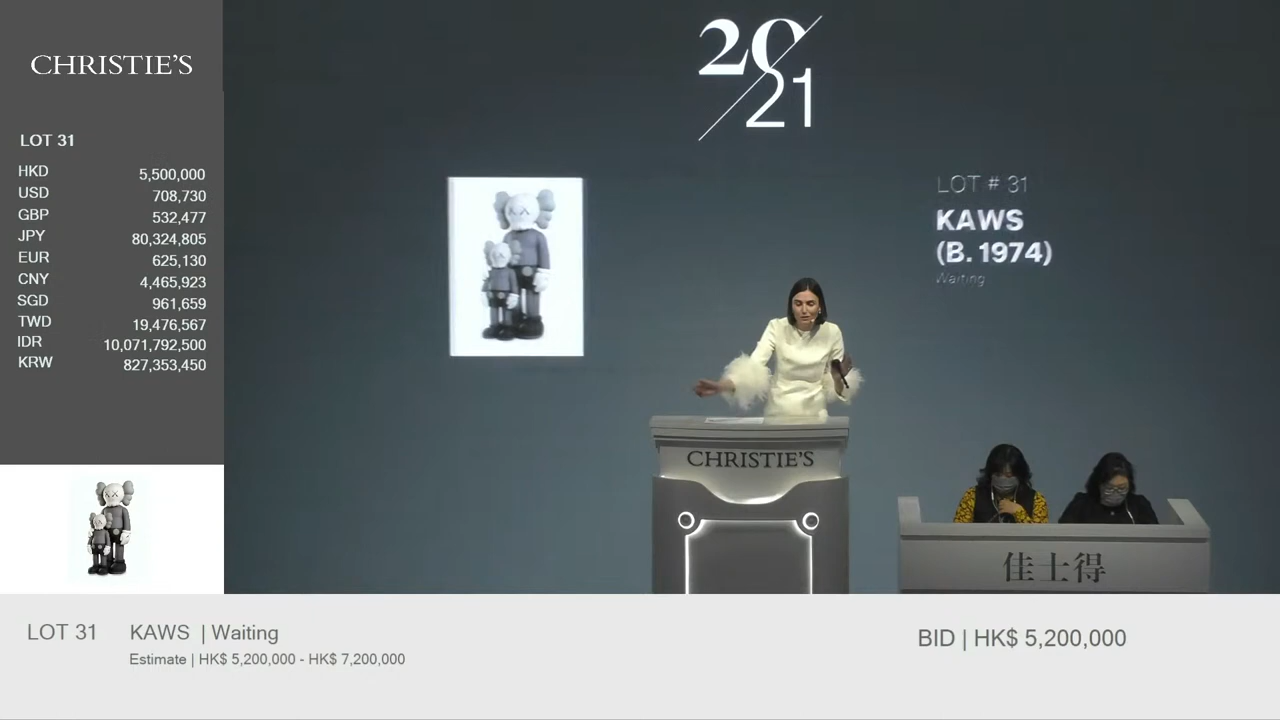 CHRISTIE'S
LOT 31
HKD 5,500,000
USD 708,730
GBP 532,477
JPY 80,324,805
EUR 625,130
CNY 4,465,923
SGD 961,659
TWD 19,476,567
IDR 10,071,792,500
KRW 827,353,450
20/21
LOT # 31
KAWS
(B. 1974)
Waiting
CHRISTIE'S
佳士得
LOT 31 KAWS | Waiting
Estimate | HK$ 5,200,000 - HK$ 7,200,000
BID | HK$ 5,200,000